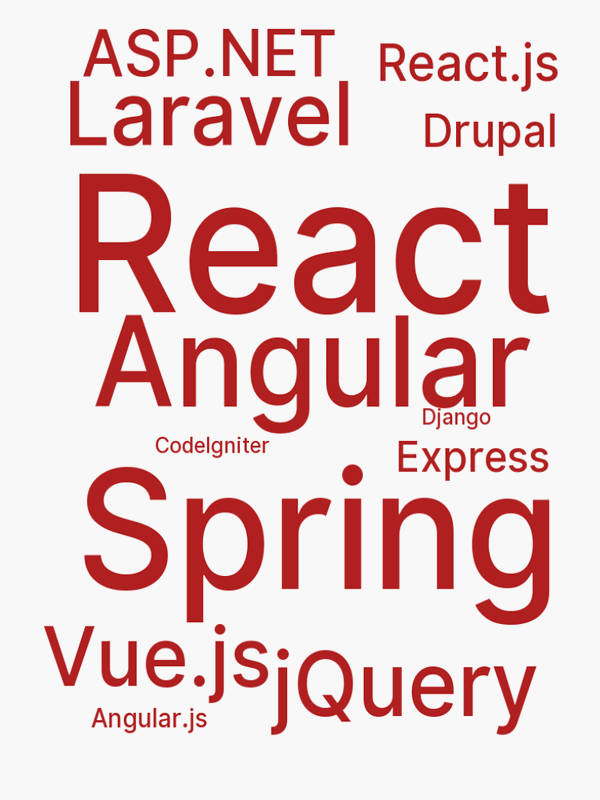 ASP.NET
React.js
Laravel
Drupal
React
Angular
Django
CodeIgniter
Express
Spring
Vue.js
jQuery
Angular.js